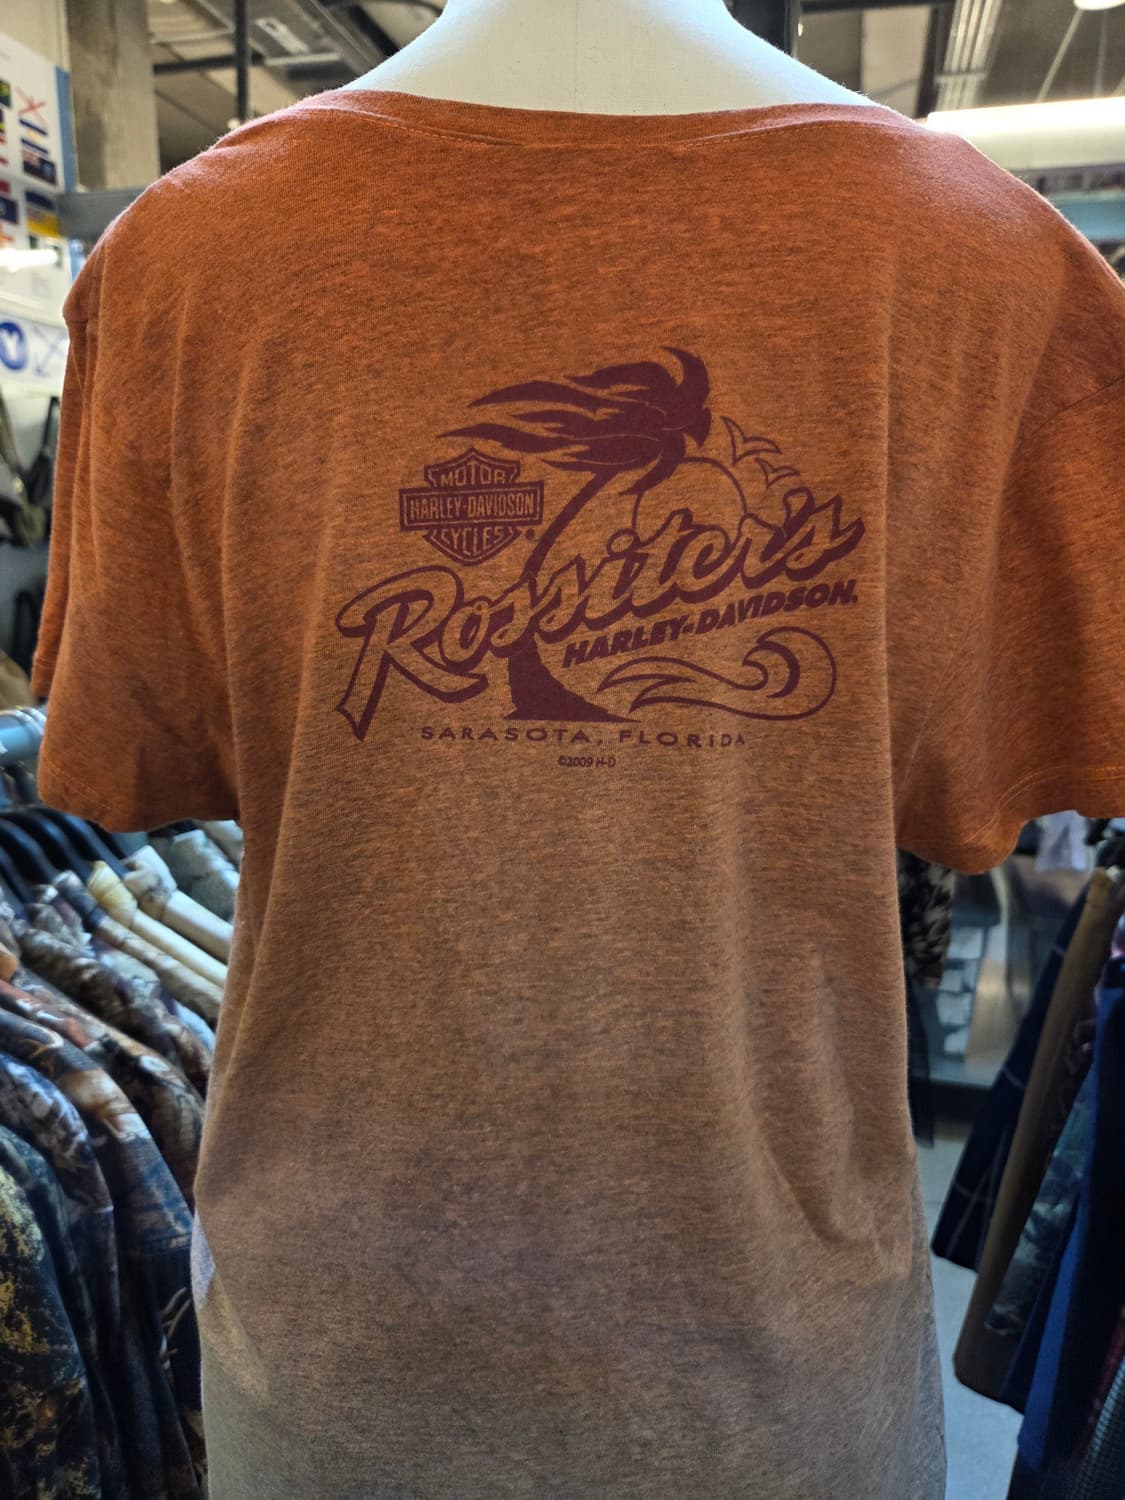 MOTOR
HARLEY-DAVIDSON
CYCLES
Rossiter's
HARLEY-DAVIDSON.
SARASOTA, FLORIDA
©2009 H-D